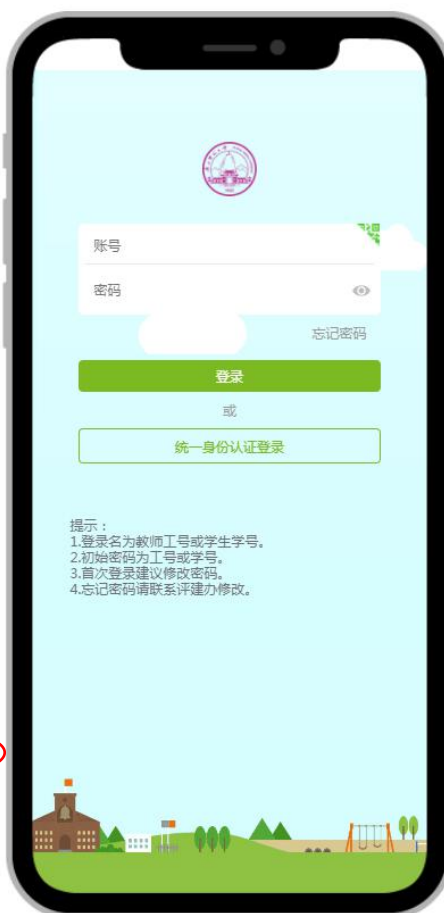 账号
密码
忘记密码
登录
或
统一身份认证登录
提示：
1.登录名为教师工号或学生学号。
2.初始密码为工号或学号。
3.首次登录建议修改密码。
4.忘记密码请联系评建办修改。